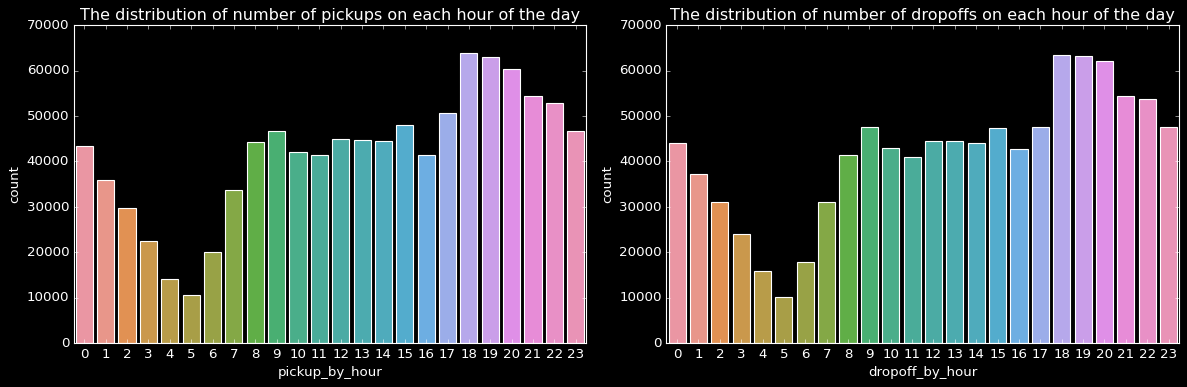 The distribution of number of pickups on each hour of the day
70000
60000
50000
40000
30000
20000
10000
0
count
0 1 2 3 4 5 6 7 8 9 10 11 12 13 14 15 16 17 18 19 20 21 22 23
pickup_by_hour
The distribution of number of dropoffs on each hour of the day
70000
60000
50000
40000
30000
20000
10000
0
count
0 1 2 3 4 5 6 7 8 9 10 11 12 13 14 15 16 17 18 19 20 21 22 23
dropoff_by_hour